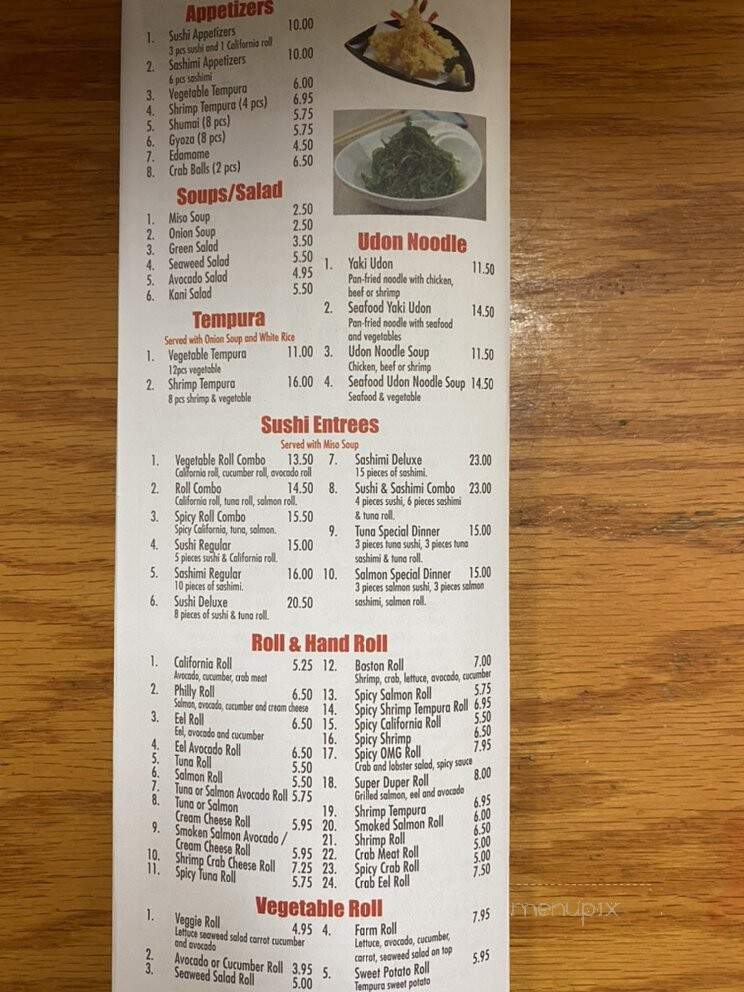 Appetizers
1. Sushi Appetizers 10.00
3 pcs sushi and 1 California roll
2. Sashimi Appetizers 10.00
6 pcs sashimi
3. Vegetable Tempura 6.00
4. Shrimp Tempura (4 pcs) 6.95
5. Shumai (8 pcs) 5.75
6. Gyoza (8 pcs) 5.75
7. Edamame 4.50
8. Crab Balls (2 pcs) 6.50
Soups/Salad
1. Miso Soup 2.50
2. Onion Soup 2.50
3. Green Salad 3.50
4. Seaweed Salad 5.50
5. Avocado Salad 4.95
6. Kani Salad 5.50
Tempura
Served with Onion Soup and White Rice
1. Vegetable Tempura 11.00
12pcs vegetable
2. Shrimp Tempura 16.00
8 pcs shrimp & vegetable
Udon Noodle
1. Yaki Udon 11.50
Pan-fried noodle with chicken,
beef or shrimp
2. Seafood Yaki Udon 14.50
Pan-fried noodle with seafood
and vegetables
3. Udon Noodle Soup 11.50
Chicken, beef or shrimp
4. Seafood Udon Noodle Soup 14.50
Seafood & vegetable
Sushi Entrees
Served with Miso Soup
1. Vegetable Roll Combo 13.50
California roll, cucumber roll, avocado roll
2. Roll Combo 14.50
California roll, tuna roll, salmon roll.
3. Spicy Roll Combo 15.50
Spicy California, tuna, salmon.
4. Sushi Regular 15.00
5 pieces sushi & California roll.
5. Sashimi Regular 16.00
10 pieces of sashimi.
6. Sushi Deluxe 20.50
8 pieces of sushi & tuna roll.
7. Sashimi Deluxe 23.00
15 pieces of sashimi.
8. Sushi & Sashimi Combo 23.00
4 pieces sushi, 6 pieces sashimi
& tuna roll.
9. Tuna Special Dinner 15.00
3 pieces tuna sushi, 3 pieces tuna
sashimi & tuna roll.
10. Salmon Special Dinner 15.00
3 pieces salmon sushi, 3 pieces salmon
sashimi, salmon roll.
Roll & Hand Roll
1. California Roll 5.25
Avocado, cucumber, crab meat
2. Philly Roll 6.50
Salmon, avocado, cucumber and cream cheese
3. Eel Roll 6.50
Eel, avocado and cucumber
4. Eel Avocado Roll 6.50
5. Tuna Roll 5.50
6. Salmon Roll 5.50
7. Tuna or Salmon Avocado Roll 5.75
8. Tuna or Salmon
Cream Cheese Roll 5.95
9. Smoken Salmon Avocado /
Cream Cheese Roll 5.95
10. Shrimp Crab Cheese Roll 7.25
11. Spicy Tuna Roll 5.75
12. Boston Roll 7.00
Shrimp, crab, lettuce, avocado, cucumber
13. Spicy Salmon Roll 5.75
14. Spicy Shrimp Tempura Roll 6.95
15. Spicy California Roll 5.50
16. Spicy Shrimp 6.50
17. Spicy OMG Roll 7.95
Crab and lobster salad, spicy sauce
18. Super Duper Roll 8.00
Grilled salmon, eel and avocado
19. Shrimp Tempura 6.95
20. Smoked Salmon Roll 6.00
21. Shrimp Roll 6.50
22. Crab Meat Roll 5.00
23. Spicy Crab Roll 5.00
24. Crab Eel Roll 7.50
Vegetable Roll
1. Veggie Roll 4.95
Lettuce seaweed salad carrot cucumber
and avocado
2. Avocado or Cucumber Roll 3.95
3. Seaweed Salad Roll 5.00
4. Farm Roll 7.95
Lettuce, avocado, cucumber,
carrot, seaweed salad on top
5. Sweet Potato Roll 5.95
Tempura sweet potato
menupix